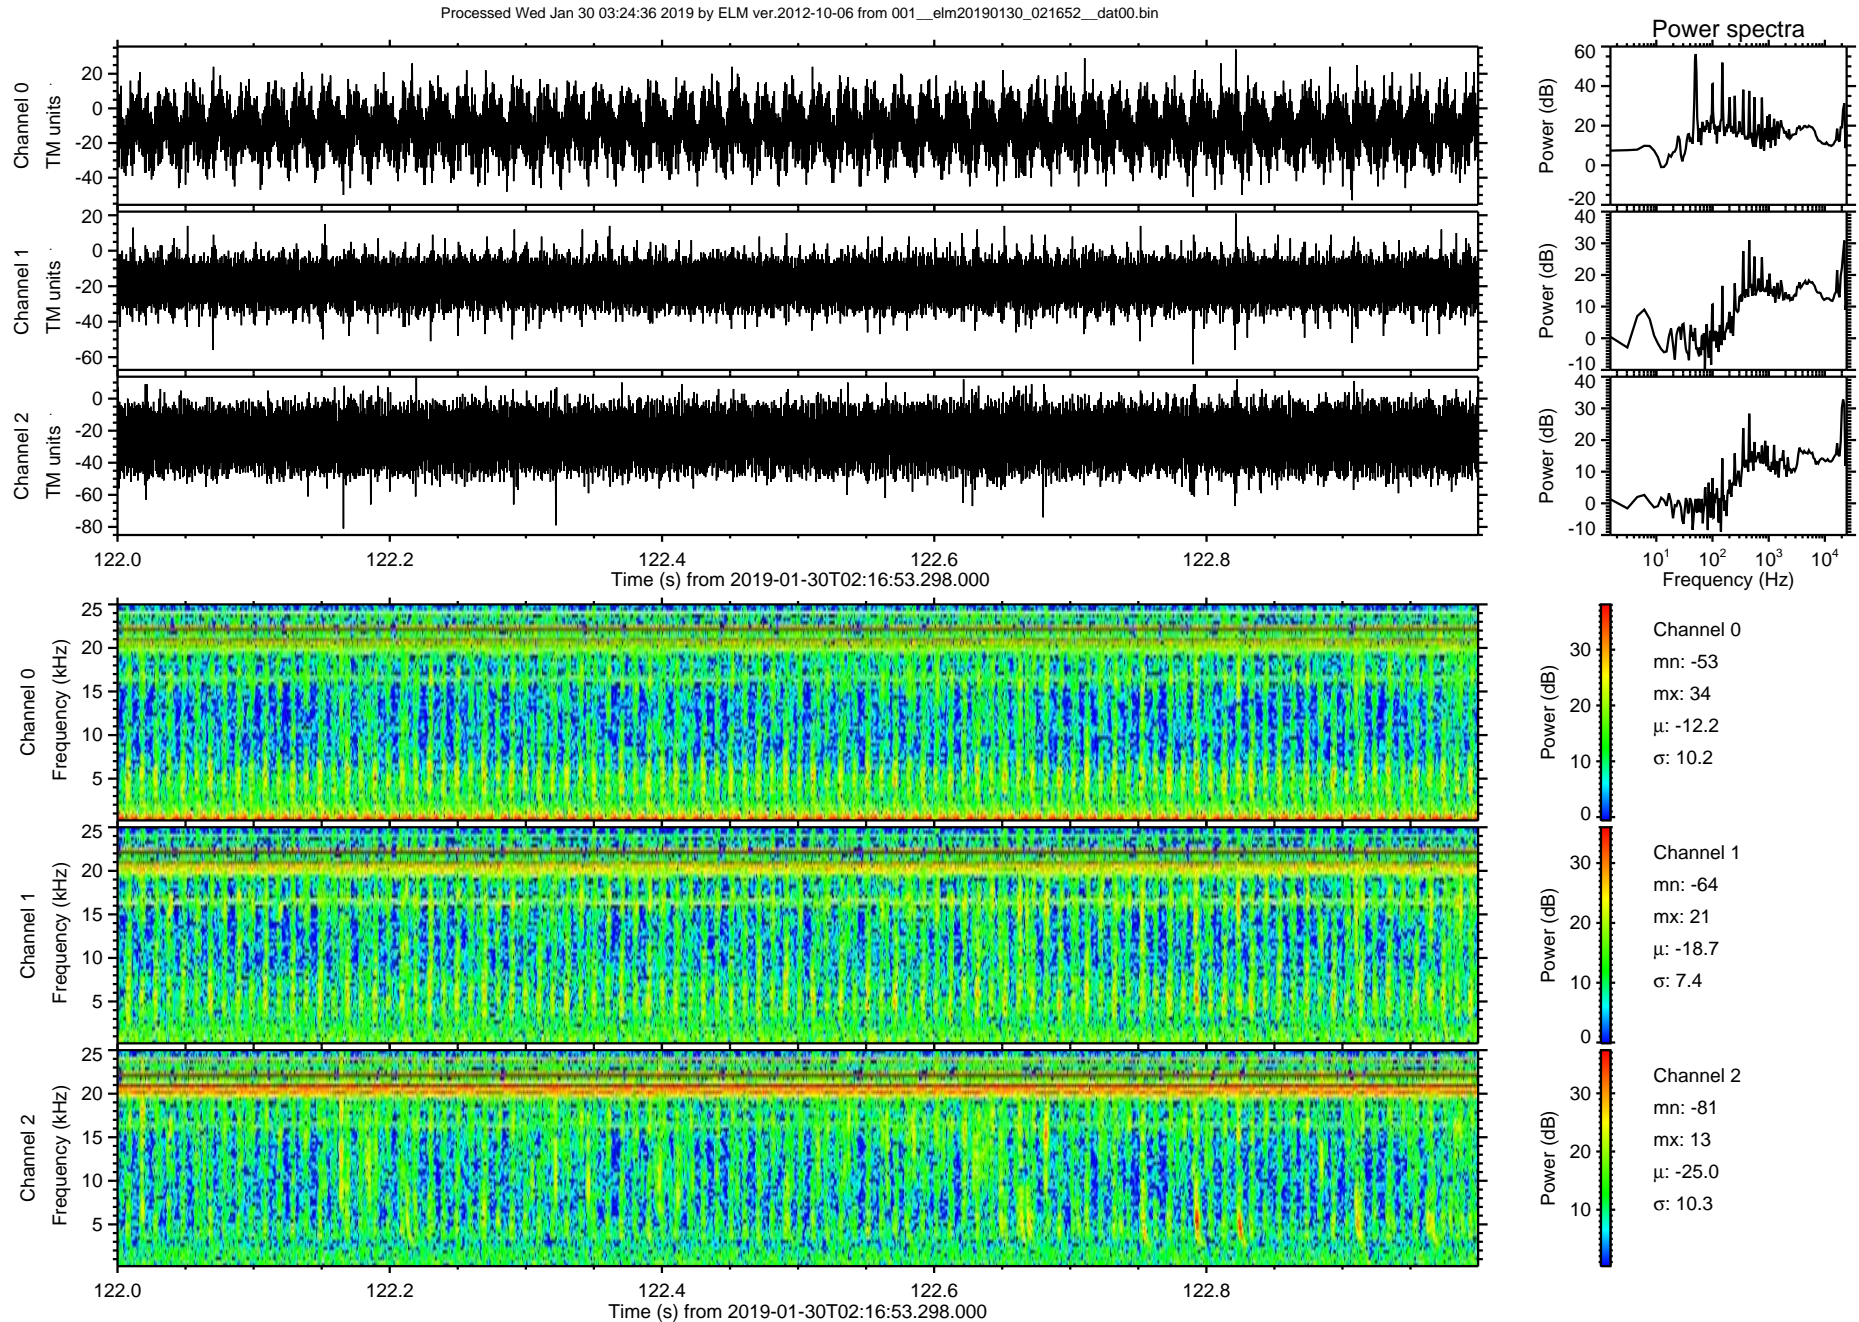 Processed Wed Jan 30 03:24:36 2019 by ELM ver.2012-10-06 from 001__elm20190130_021652__dat00.bin
Power spectra
Channel 0
TM units
20
0
-20
-40
Power (dB)
60
40
20
0
-20
Channel 1
TM units
20
0
-20
-40
-60
Power (dB)
40
30
20
10
0
-10
Channel 2
TM units
0
-20
-40
-60
-80
Power (dB)
40
30
20
10
0
-10
122.0 122.2 122.4 122.6 122.8
Time (s) from 2019-01-30T02:16:53.298.000
10^1 10^2 10^3 10^4
Frequency (Hz)
Channel 0
Frequency (kHz)
25
20
15
10
5
Power (dB)
30
20
10
0
Channel 0
mn: -53
mx: 34
µ: -12.2
σ: 10.2
Channel 1
Frequency (kHz)
25
20
15
10
5
Power (dB)
30
20
10
0
Channel 1
mn: -64
mx: 21
µ: -18.7
σ: 7.4
Channel 2
Frequency (kHz)
25
20
15
10
5
Power (dB)
30
20
10
Channel 2
mn: -81
mx: 13
µ: -25.0
σ: 10.3
122.0 122.2 122.4 122.6 122.8
Time (s) from 2019-01-30T02:16:53.298.000